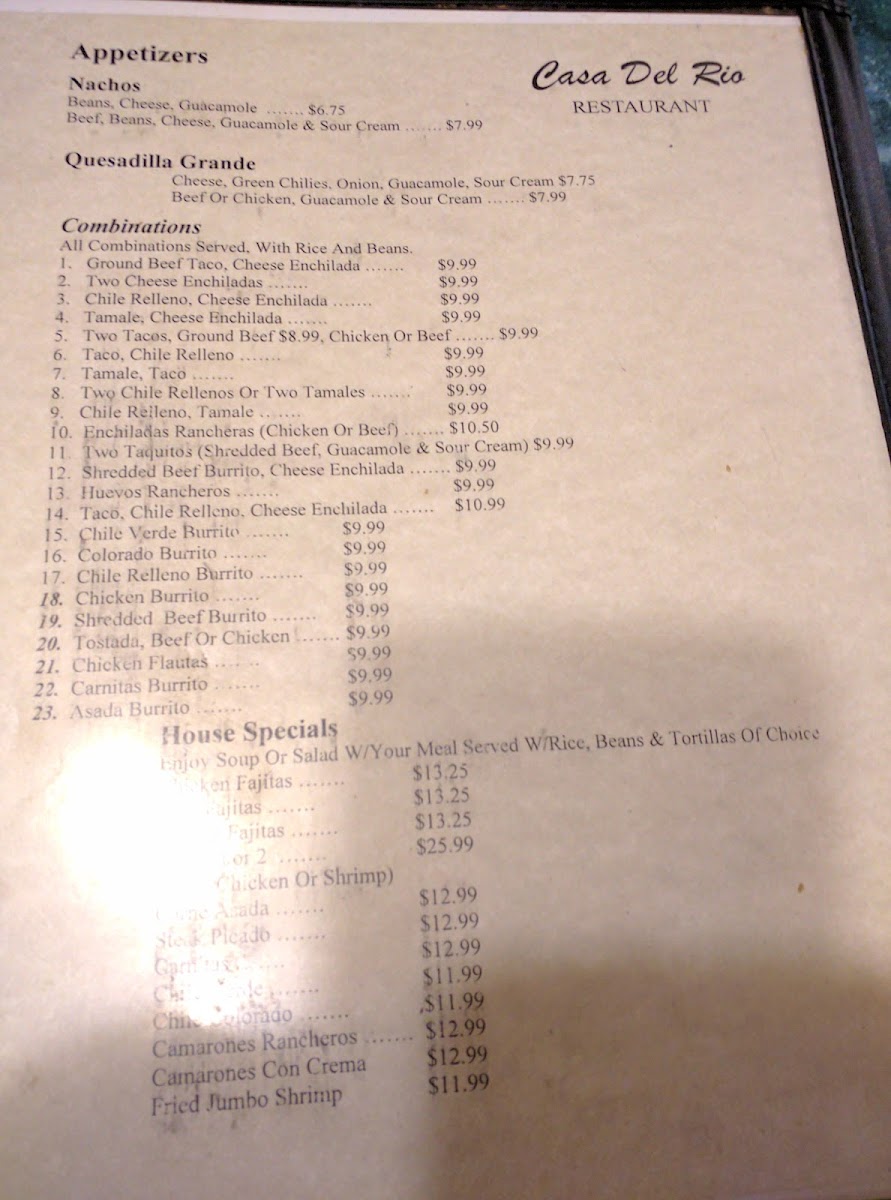 Appetizers
Casa Del Rio
RESTAURANT
Nachos
Beans, Cheese, Guacamole ....... $6.75
Beef, Beans, Cheese, Guacamole & Sour Cream ....... $7.99
Quesadilla Grande
Cheese, Green Chilies, Onion, Guacamole, Sour Cream $7.75
Beef Or Chicken, Guacamole & Sour Cream ....... $7.99
Combinations
All Combinations Served, With Rice And Beans.
1. Ground Beef Taco, Cheese Enchilada ....... $9.99
2. Two Cheese Enchiladas ....... $9.99
3. Chile Relleno, Cheese Enchilada ....... $9.99
4. Tamale, Cheese Enchilada ....... $9.99
5. Two Tacos, Ground Beef $8.99, Chicken Or Beef ....... $9.99
6. Taco, Chile Relleno ....... $9.99
7. Tamale, Taco ....... $9.99
8. Two Chile Rellenos Or Two Tamales ....... $9.99
9. Chile Relleno, Tamale ....... $9.99
10. Enchiladas Rancheras (Chicken Or Beef) ....... $10.50
11. Two Taquitos (Shredded Beef, Guacamole & Sour Cream) $9.99
12. Shredded Beef Burrito, Cheese Enchilada ....... $9.99
13. Huevos Rancheros ....... $9.99
14. Taco, Chile Relleno, Cheese Enchilada ....... $10.99
15. Chile Verde Burrito ....... $9.99
16. Colorado Burrito ....... $9.99
17. Chile Relleno Burrito ....... $9.99
18. Chicken Burrito ....... $9.99
19. Shredded Beef Burrito ....... $9.99
20. Tostada, Beef Or Chicken ....... $9.99
21. Chicken Flautas ....... $9.99
22. Carnitas Burrito ....... $9.99
23. Asada Burrito ....... $9.99
House Specials
Enjoy Soup Or Salad W/Your Meal Served W/Rice, Beans & Tortillas Of Choice
Chicken Fajitas ....... $13.25
Fajitas ....... $13.25
Fajitas ....... $13.25
2 ....... $25.99
Chicken Or Shrimp)
Carne Asada ....... $12.99
Steak Picado ....... $12.99
Carnitas ....... $12.99
....... $11.99
Chile Colorado ....... $11.99
Camarones Rancheros ....... $12.99
Camarones Con Crema $12.99
Fried Jumbo Shrimp $11.99